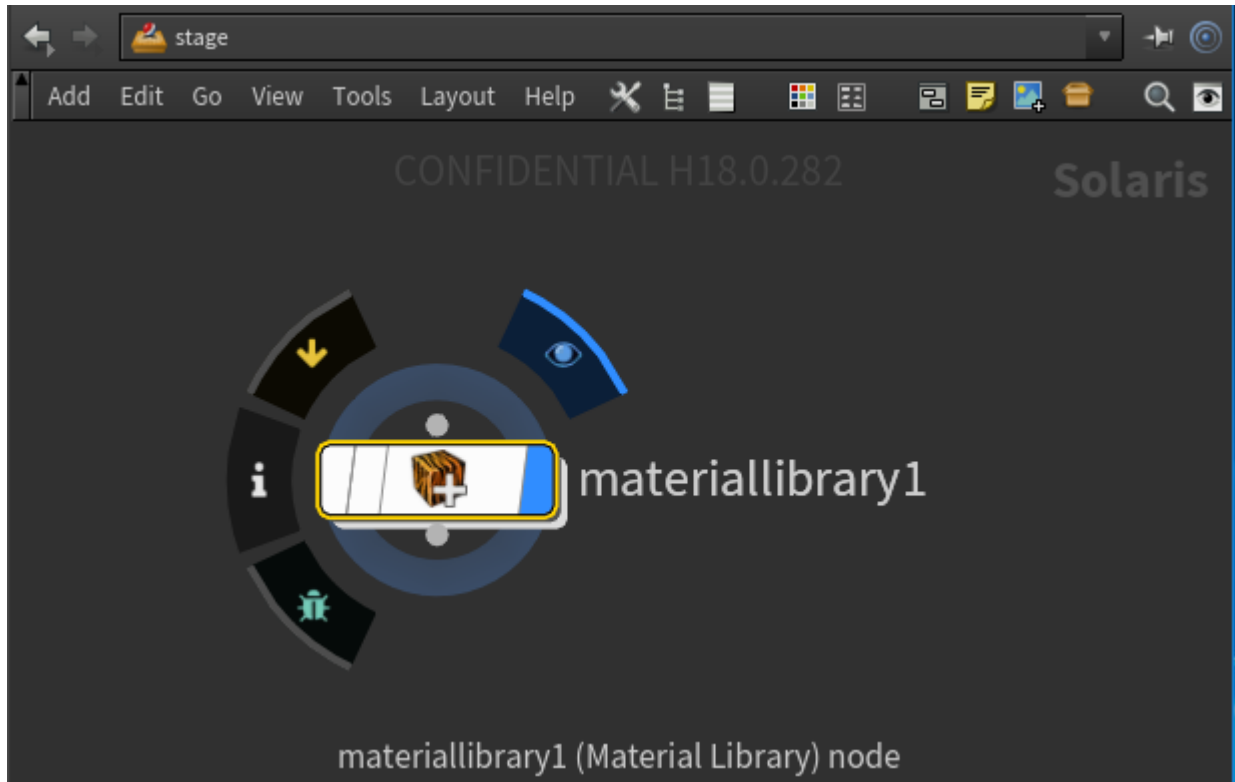 stage
Add Edit Go View Tools Layout Help
CONFIDENTIAL H18.0.282
Solaris
materiallibrary1
materiallibrary1 (Material Library) node